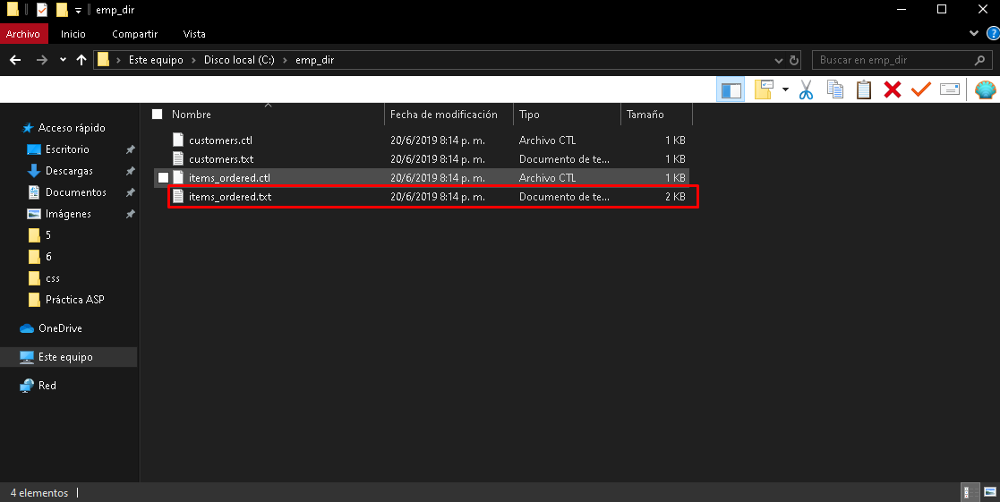 emp_dir
Archivo Inicio Compartir Vista
Este equipo Disco local (C:) emp_dir Buscar en emp_dir
Nombre Fecha de modificación Tipo Tamaño
customers.ctl 20/6/2019 8:14 p. m. Archivo CTL 1 KB
customers.txt 20/6/2019 8:14 p. m. Documento de te... 1 KB
items_ordered.ctl 20/6/2019 8:14 p. m. Archivo CTL 1 KB
items_ordered.txt 20/6/2019 8:14 p. m. Documento de te... 2 KB
Acceso rápido
Escritorio
Descargas
Documentos
Imágenes
5
6
css
Práctica ASP
OneDrive
Este equipo
Red
4 elementos